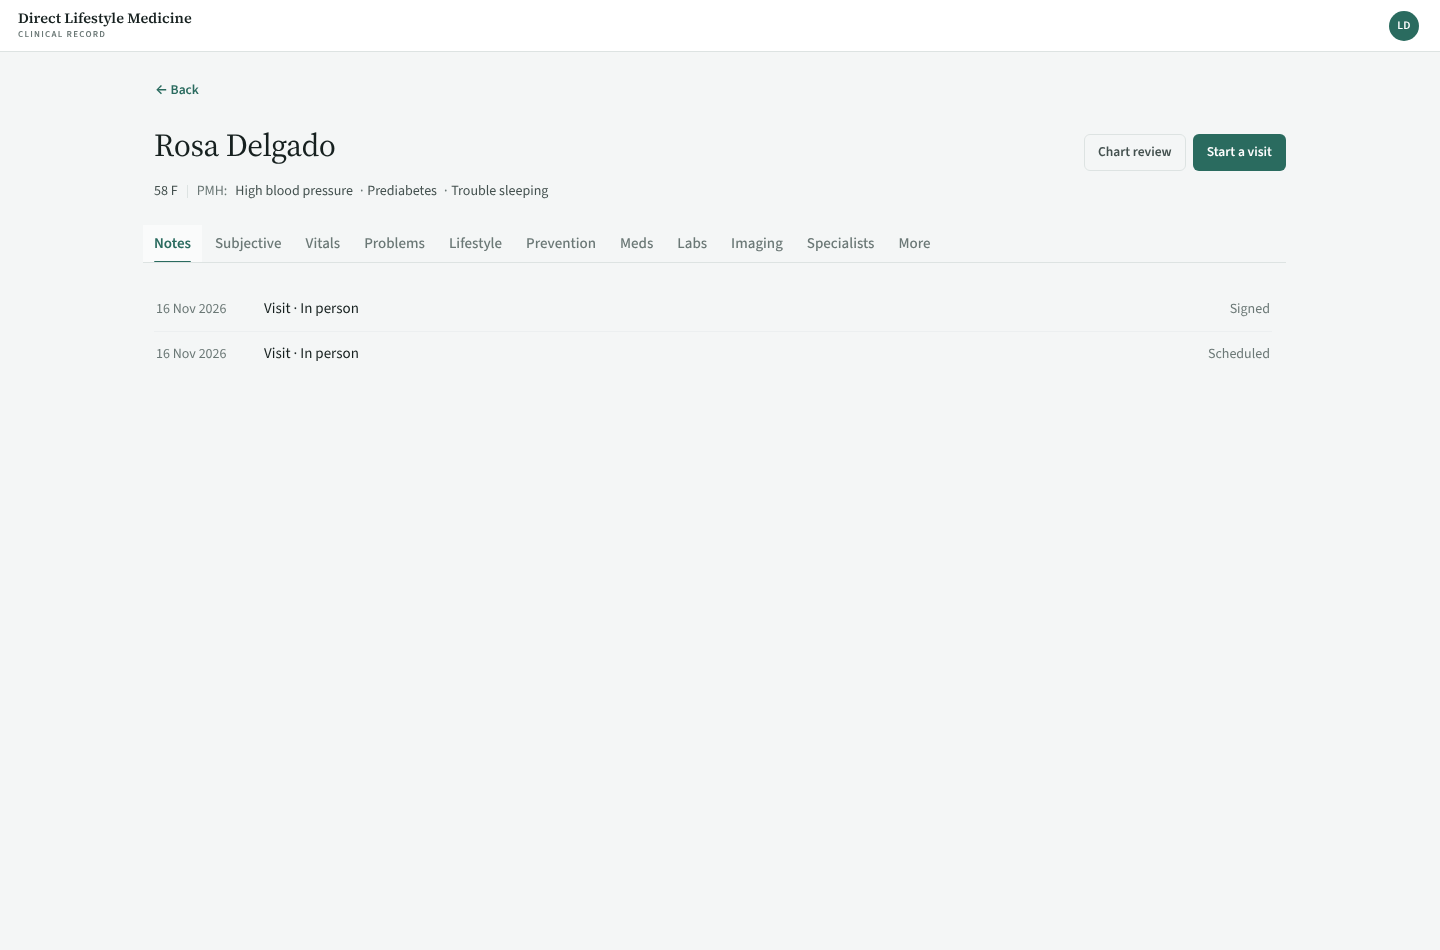 Direct Lifestyle Medicine
CLINICAL RECORD
LD
← Back
Rosa Delgado
Chart review
Start a visit
58 F | PMH: High blood pressure · Prediabetes · Trouble sleeping
Notes Subjective Vitals Problems Lifestyle Prevention Meds Labs Imaging Specialists More
16 Nov 2026 Visit · In person Signed
16 Nov 2026 Visit · In person Scheduled